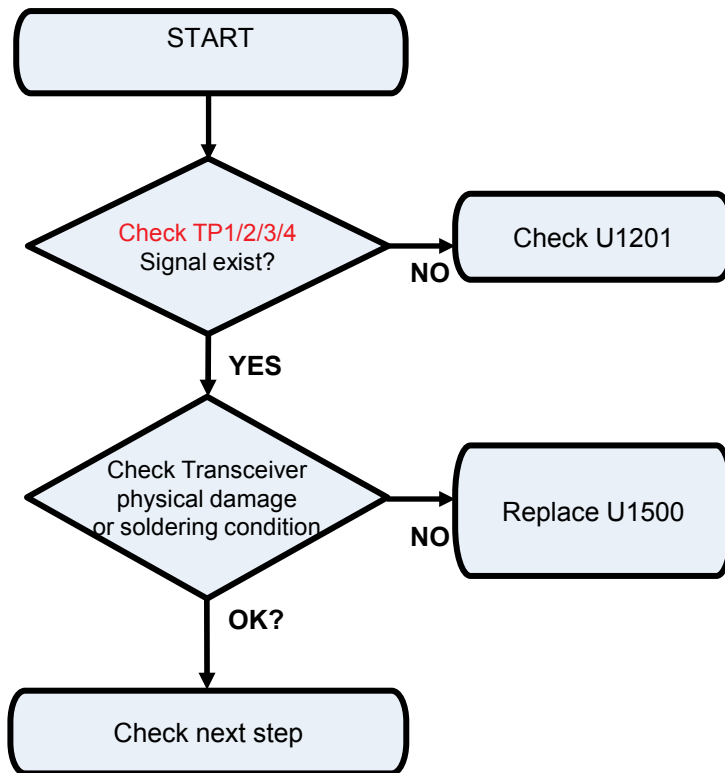 START
Check TP1/2/3/4
Signal exist?
NO
Check U1201
YES
Check Transceiver
physical damage
or soldering condition
NO
Replace U1500
OK?
Check next step